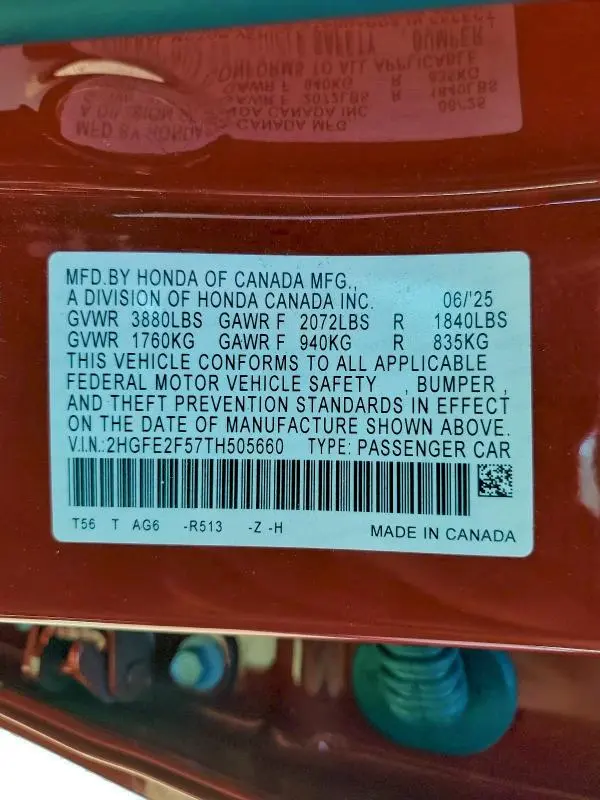 MFD.BY HONDA OF CANADA MFG.,
A DIVISION OF HONDA CANADA INC. 06/'25
GVWR 3880LBS GAWR F 2072LBS R 1840LBS
GVWR 1760KG GAWR F 940KG R 835KG
THIS VEHICLE CONFORMS TO ALL APPLICABLE
FEDERAL MOTOR VEHICLE SAFETY , BUMPER ,
AND THEFT PREVENTION STANDARDS IN EFFECT
ON THE DATE OF MANUFACTURE SHOWN ABOVE.
V.I.N.:2HGFE2F57TH505660 TYPE: PASSENGER CAR
T56 T AG6 -R513 -Z -H MADE IN CANADA